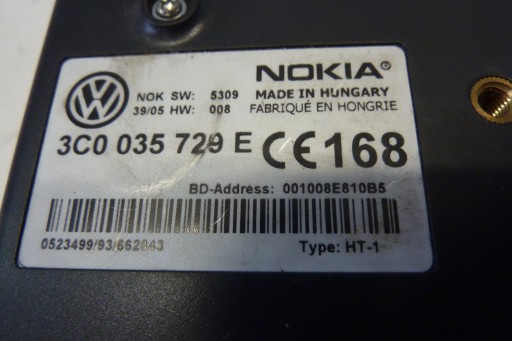 NOKIA®
NOK SW: 5309 MADE IN HUNGARY
39/05 HW: 008 FABRIQUÉ EN HONGRIE
3C0 035 729 E CE168
BD-Address: 001008E810B5
0523499/93/662843 Type: HT-1